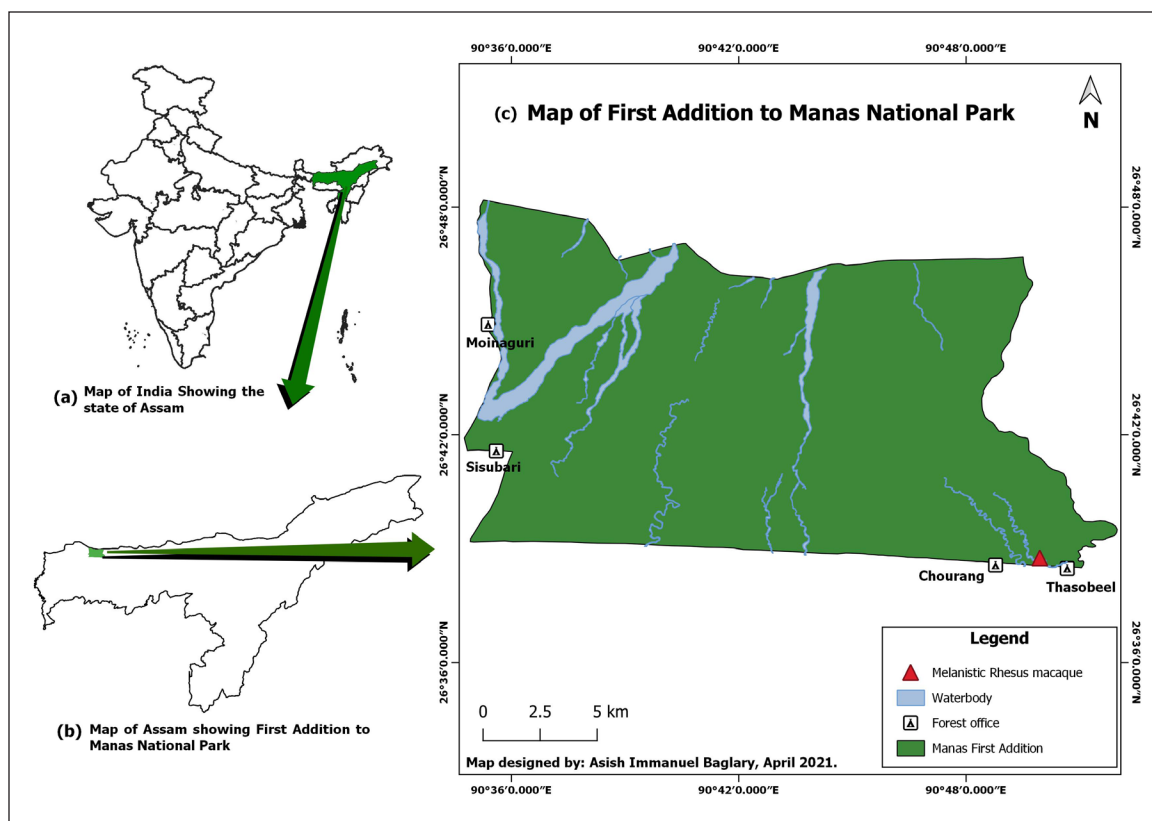 (a) Map of India Showing the
state of Assam
(b) Map of Assam showing First Addition to
Manas National Park
90°36′0.000″E
90°42′0.000″E
90°48′0.000″E
(c) Map of First Addition to Manas National Park
N
26°48′0.000″N
26°48′0.000″N
Moinaguri
26°42′0.000″N
26°42′0.000″N
Sisubari
Chourang
Thasobeel
26°36′0.000″N
26°36′0.000″N
Legend
Melanistic Rhesus macaque
Waterbody
Forest office
Manas First Addition
0 2.5 5 km
Map designed by: Asish Immanuel Baglary, April 2021.
90°36′0.000″E
90°42′0.000″E
90°48′0.000″E